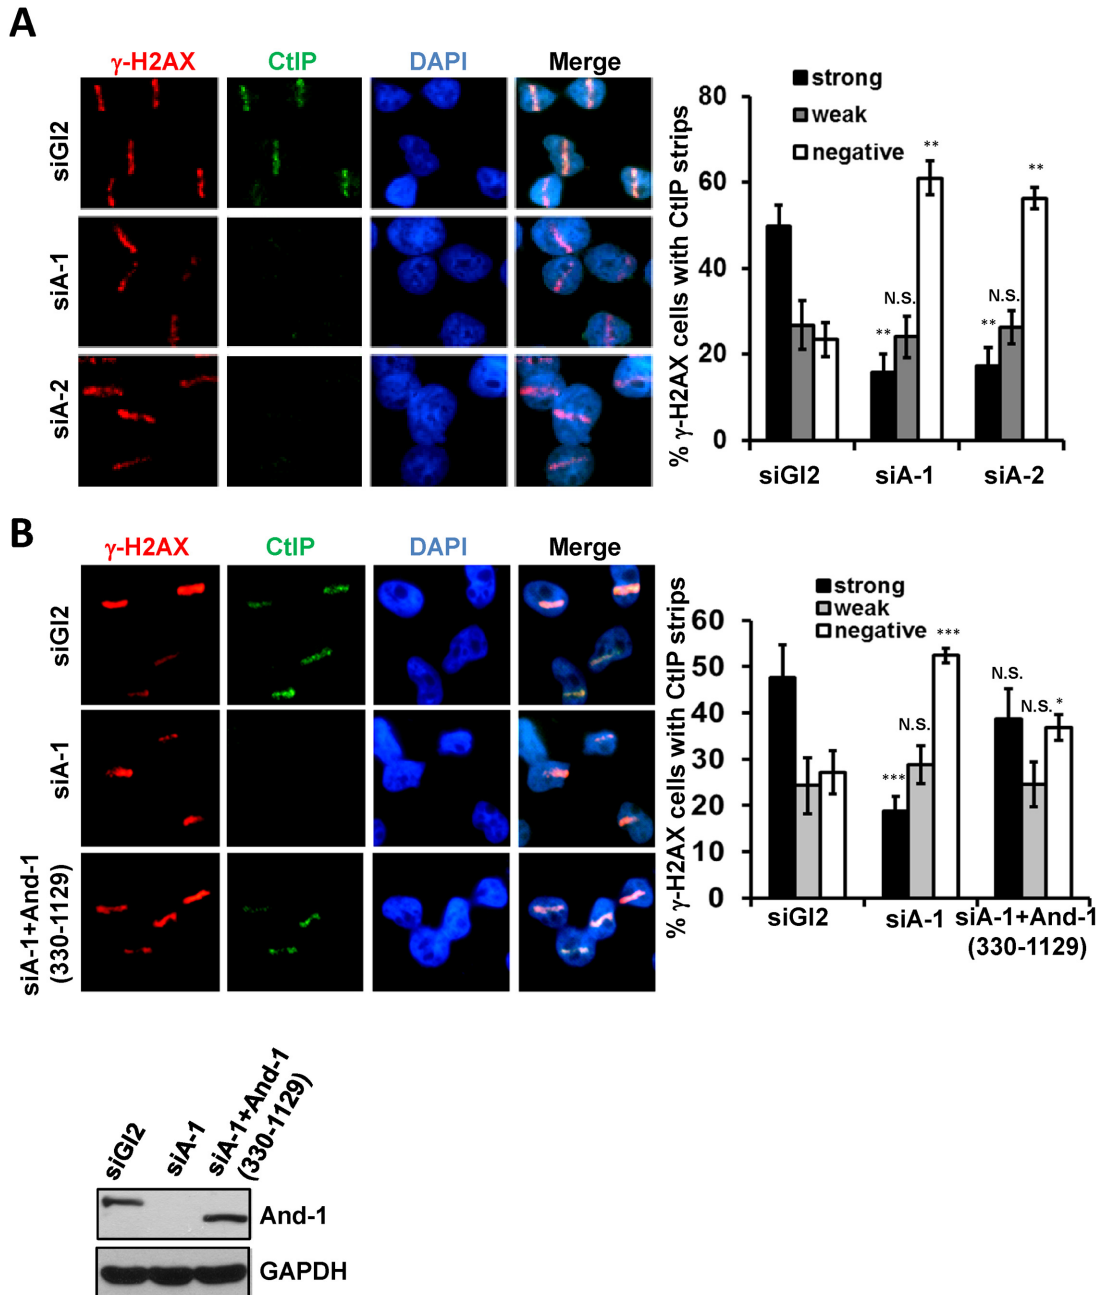 A
γ-H2AX CtIP DAPI Merge
siGl2
siA-1
siA-2
% γ-H2AX cells with CtIP strips
strong
weak
negative
80
60
40
20
0
** N.S. **
** N.S. **
siGl2 siA-1 siA-2
B
γ-H2AX CtIP DAPI Merge
siGl2
siA-1
siA-1+And-1
(330-1129)
% γ-H2AX cells with CtIP strips
strong
weak
negative
60
50
40
30
20
10
0
*** N.S. ***
N.S. N.S. *
siGl2 siA-1 siA-1+And-1
(330-1129)
siGl2 siA-1 siA-1+And-1
(330-1129)
And-1
GAPDH